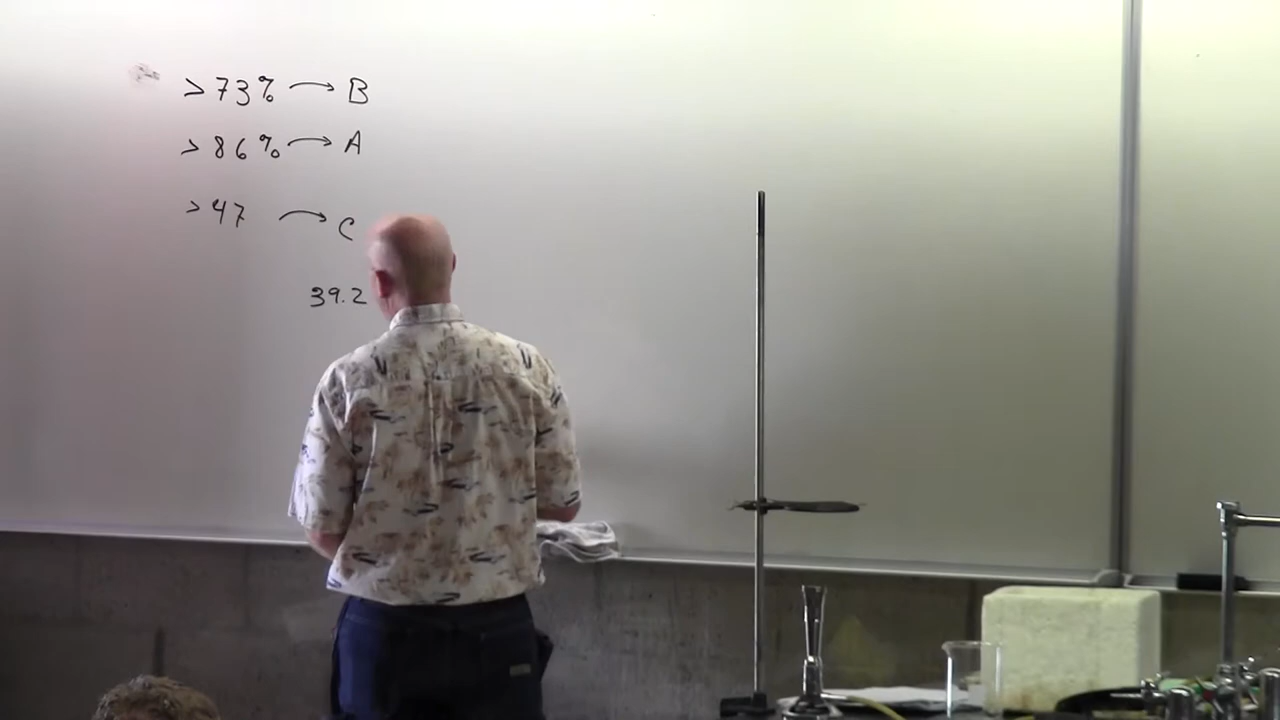 >73% → B
>86% → A
>47 → C
39.2